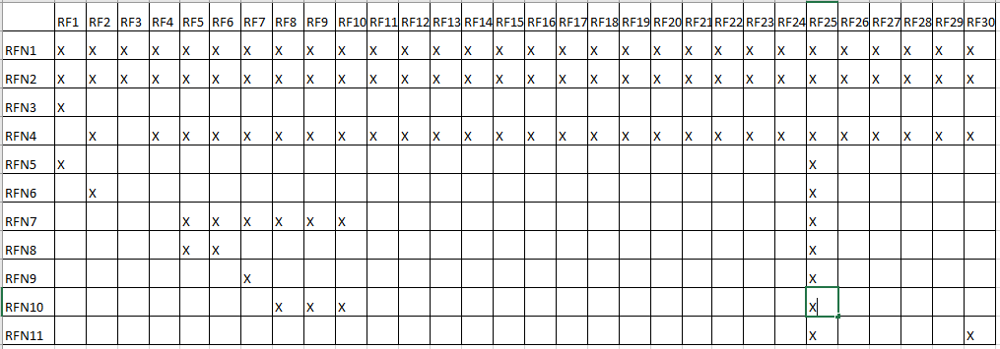 RF1 RF2 RF3 RF4 RF5 RF6 RF7 RF8 RF9 RF10 RF11 RF12 RF13 RF14 RF15 RF16 RF17 RF18 RF19 RF20 RF21 RF22 RF23 RF24 RF25 RF26 RF27 RF28 RF29 RF30
RFN1 X X X X X X X X X X X X X X X X X X X X X X X X X X X X X X
RFN2 X X X X X X X X X X X X X X X X X X X X X X X X X X X X X X
RFN3 X
RFN4 X X X X X X X X X X X X X X X X X X X X X X X X X X X X
RFN5 X X
RFN6 X X
RFN7 X X X X X X X
RFN8 X X X
RFN9 X X
RFN10 X X X X
RFN11 X X